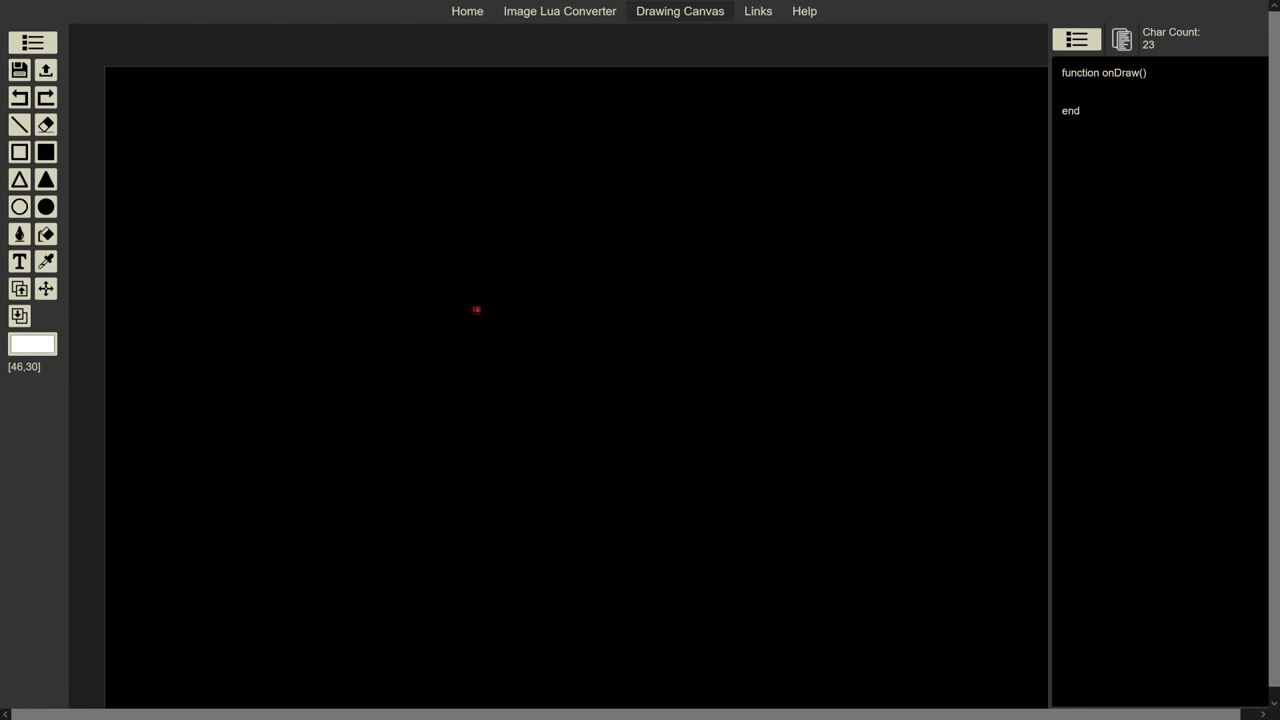 Home Image Lua Converter Drawing Canvas Links Help
Char Count:
23
function onDraw()
end
T
[46,30]